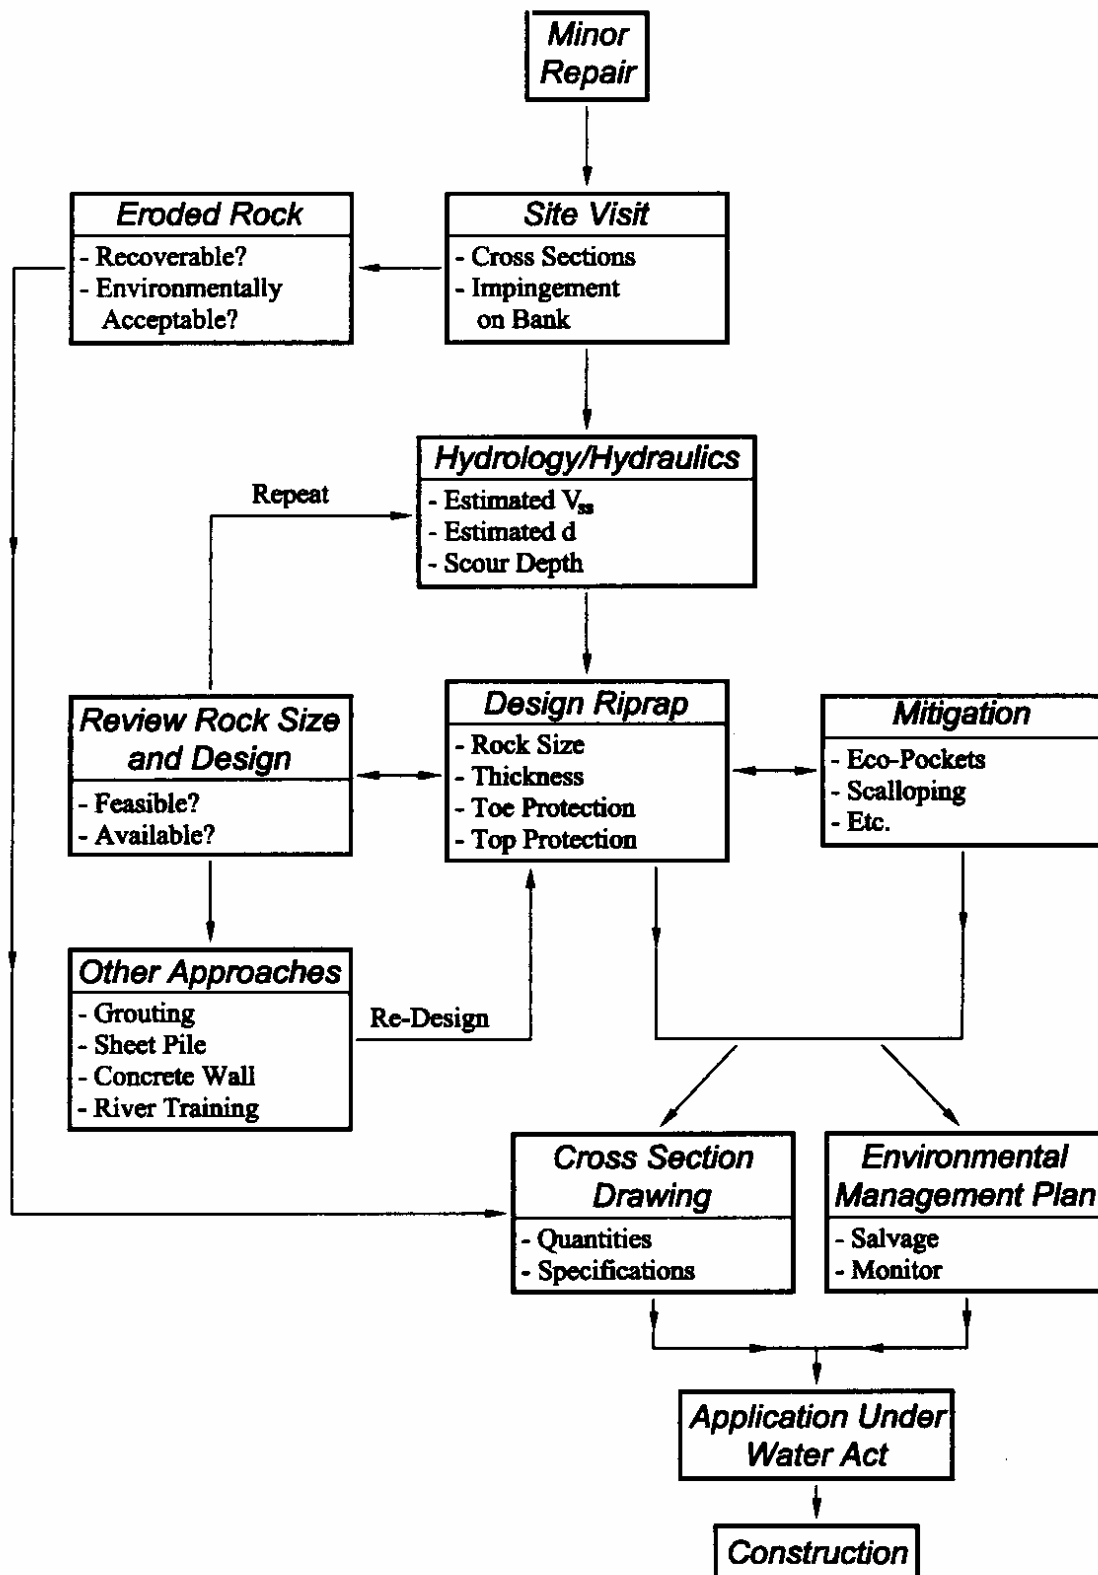 Minor
Repair
Eroded Rock
- Recoverable?
- Environmentally
Acceptable?
Site Visit
- Cross Sections
- Impingement
on Bank
Hydrology/Hydraulics
- Estimated Vss
- Estimated d
- Scour Depth
Repeat
Review Rock Size
and Design
- Feasible?
- Available?
Design Riprap
- Rock Size
- Thickness
- Toe Protection
- Top Protection
Mitigation
- Eco-Pockets
- Scalloping
- Etc.
Other Approaches
- Grouting
- Sheet Pile
- Concrete Wall
- River Training
Re-Design
Cross Section
Drawing
- Quantities
- Specifications
Environmental
Management Plan
- Salvage
- Monitor
Application Under
Water Act
Construction